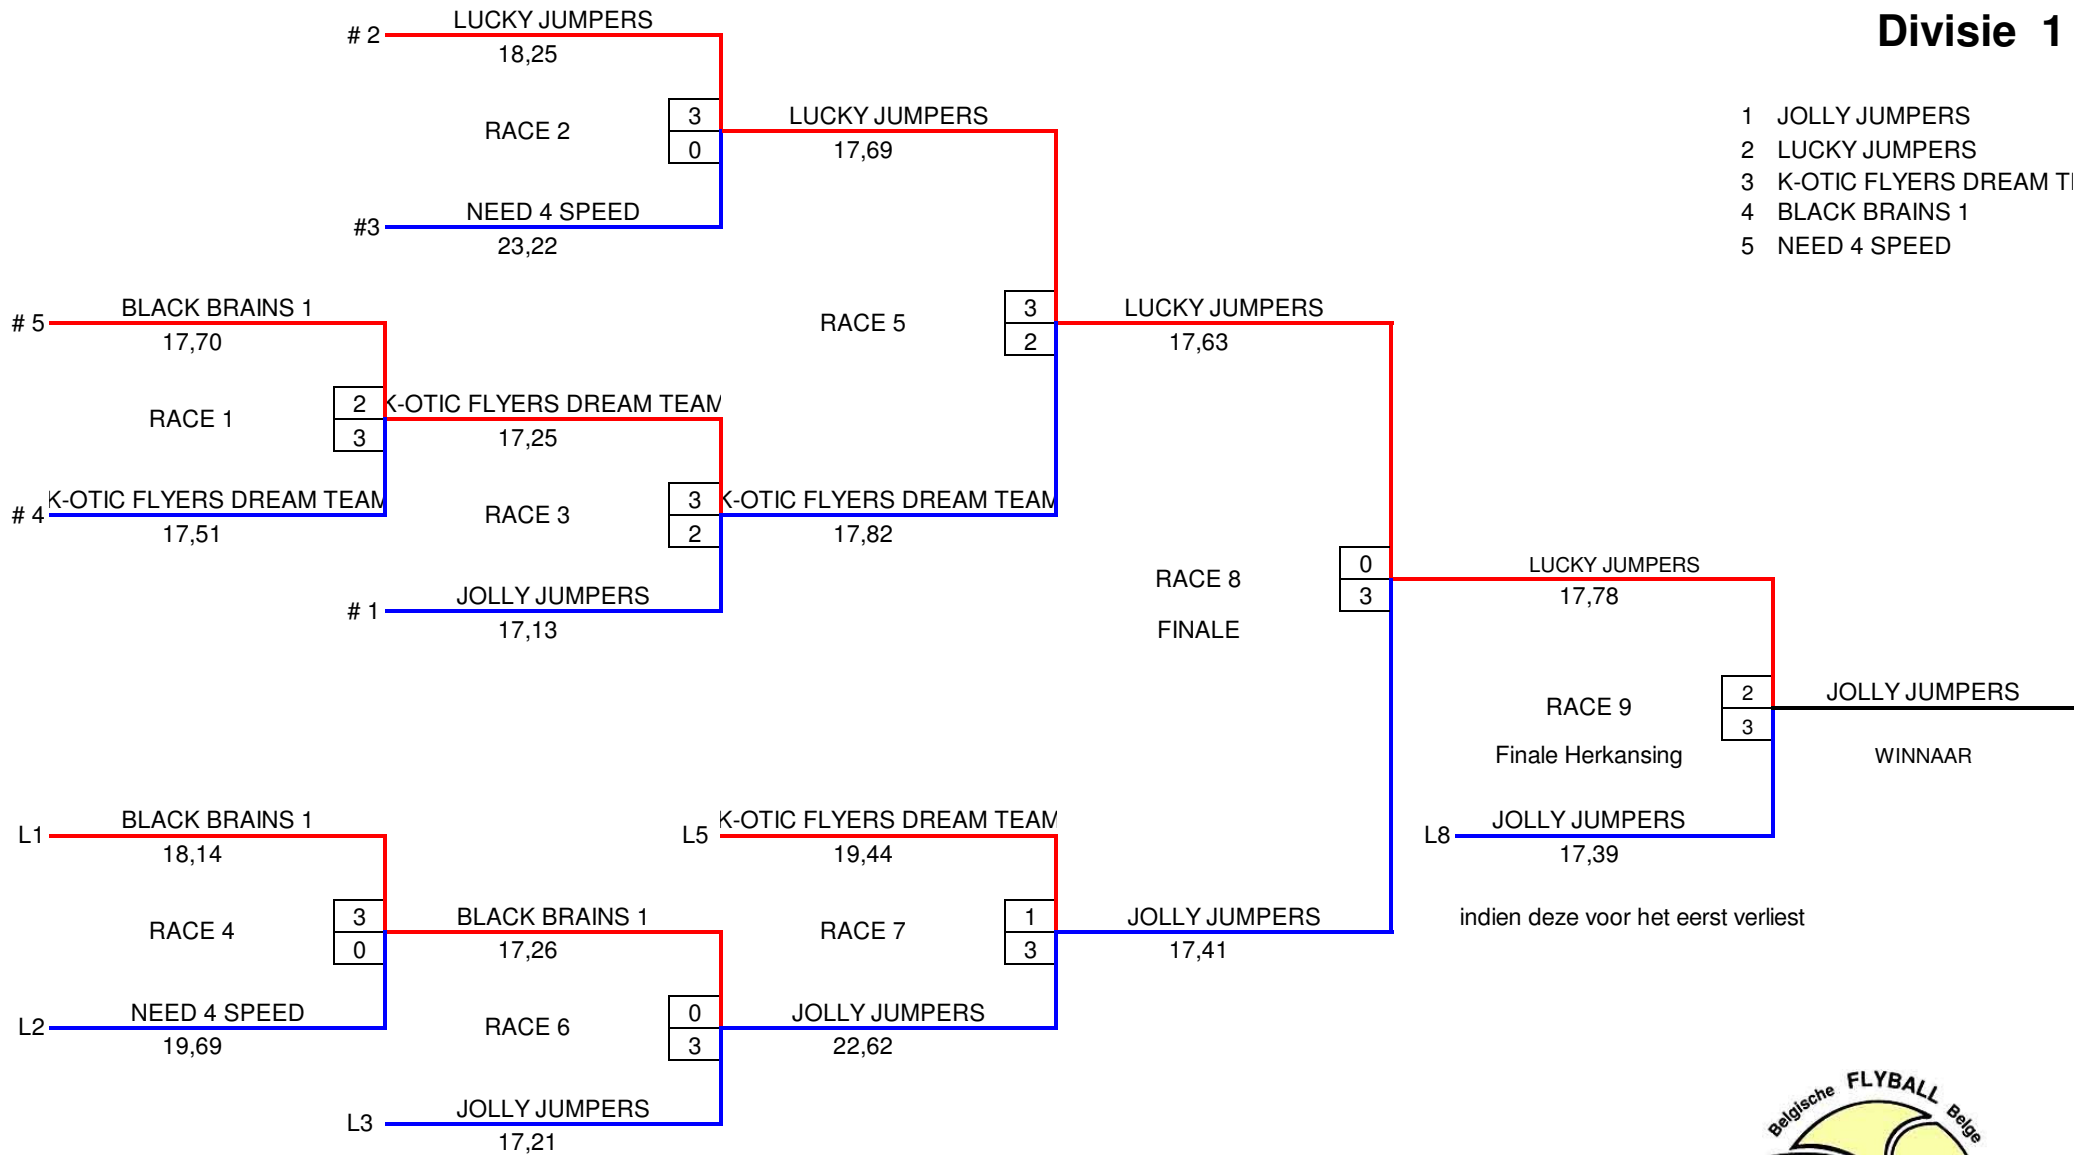 Divisie 1
1 JOLLY JUMPERS
2 LUCKY JUMPERS
3 K-OTIC FLYERS DREAM
4 BLACK BRAINS 1
5 NEED 4 SPEED
# 2 LUCKY JUMPERS
18,25
RACE 2
3
0
#3 NEED 4 SPEED
23,22
LUCKY JUMPERS
17,69
# 5 BLACK BRAINS 1
17,70
RACE 1
2
3
# 4 K-OTIC FLYERS DREAM TEAM
17,51
K-OTIC FLYERS DREAM TEAM
17,25
RACE 3
3
2
# 1 JOLLY JUMPERS
17,13
RACE 5
3
2
K-OTIC FLYERS DREAM TEAM
17,82
LUCKY JUMPERS
17,63
RACE 8
FINALE
0
3
LUCKY JUMPERS
17,78
RACE 9
Finale Herkansing
2
3
JOLLY JUMPERS
WINNAAR
L8 JOLLY JUMPERS
17,39
indien deze voor het eerst verliest
L1 BLACK BRAINS 1
18,14
RACE 4
3
0
L2 NEED 4 SPEED
19,69
BLACK BRAINS 1
17,26
RACE 6
0
3
L3 JOLLY JUMPERS
17,21
L5 K-OTIC FLYERS DREAM TEAM
19,44
RACE 7
1
3
JOLLY JUMPERS
22,62
JOLLY JUMPERS
17,41
Belgische FLYBALL Belge